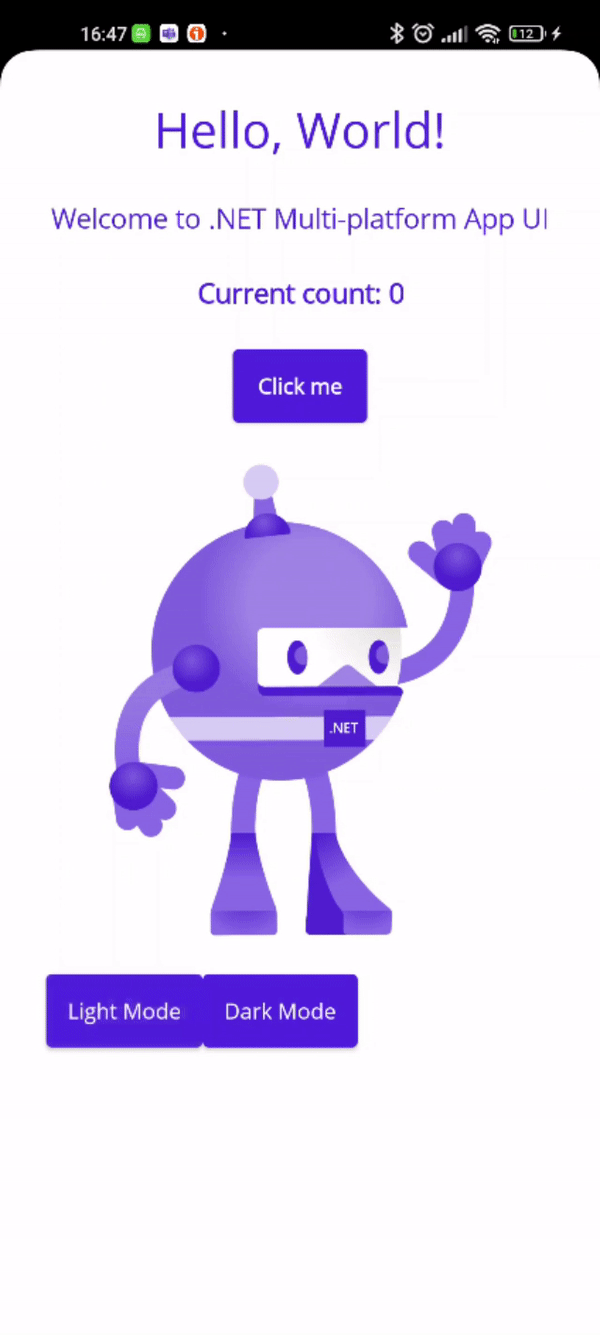 16:47
12
Hello, World!
Welcome to .NET Multi-platform App UI
Current count: 0
Click me
.NET
Light Mode Dark Mode